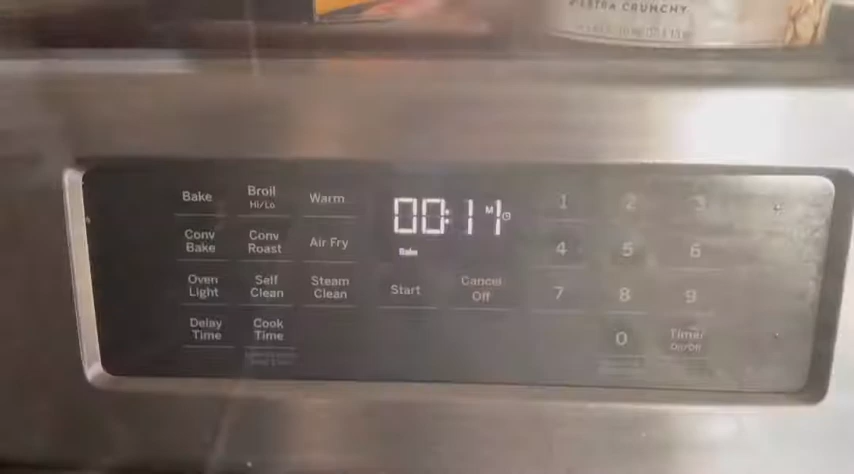 EXTRA CRUNCHY
Bake
Broil
Hi/Lo
Warm
00:11 M
Bake
1
2
3
Conv
Bake
Conv
Roast
Air Fry
4
5
6
Oven
Light
Self
Clean
Steam
Clean
Start
Cancel
Off
7
8
9
Delay
Time
Cook
Time
0
Timer
On/Off